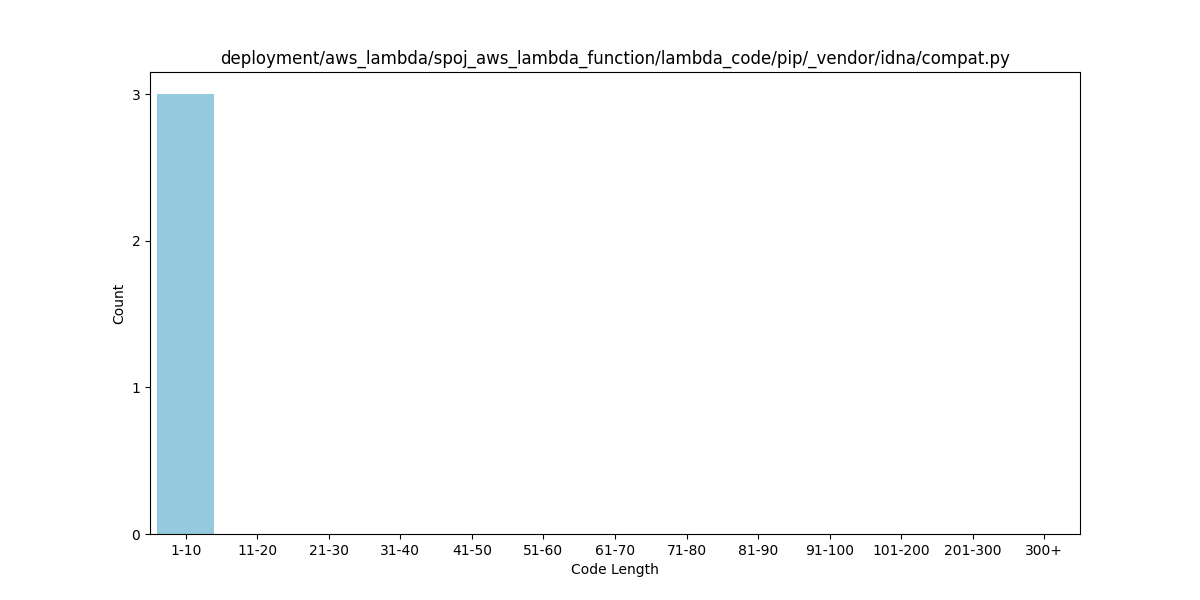 deployment/aws_lambda/spoj_aws_lambda_function/lambda_code/pip/_vendor/idna/compat.py
3
2
1
0
Count
1-10 11-20 21-30 31-40 41-50 51-60 61-70 71-80 81-90 91-100 101-200 201-300 300+
Code Length